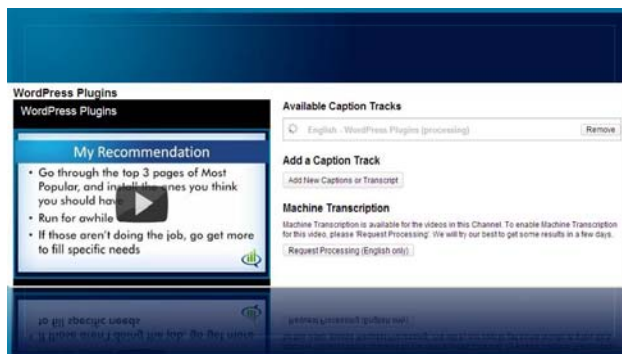 WordPress Plugins
WordPress Plugins
My Recommendation
• Go through the top 3 pages of Most
Popular, and install the ones you think
you should have
• Run for awhile
• If those aren't doing the job, go get more
to fill specific needs
Available Caption Tracks
English - WordPress Plugins (processing)
Remove
Add a Caption Track
Add New Captions or Transcript
Machine Transcription
Machine Transcription is available for the videos in this Channel. To enable Machine Transcription
for this video, please 'Request Processing'. We will try our best to get some results in a few days.
Request Processing (English only)